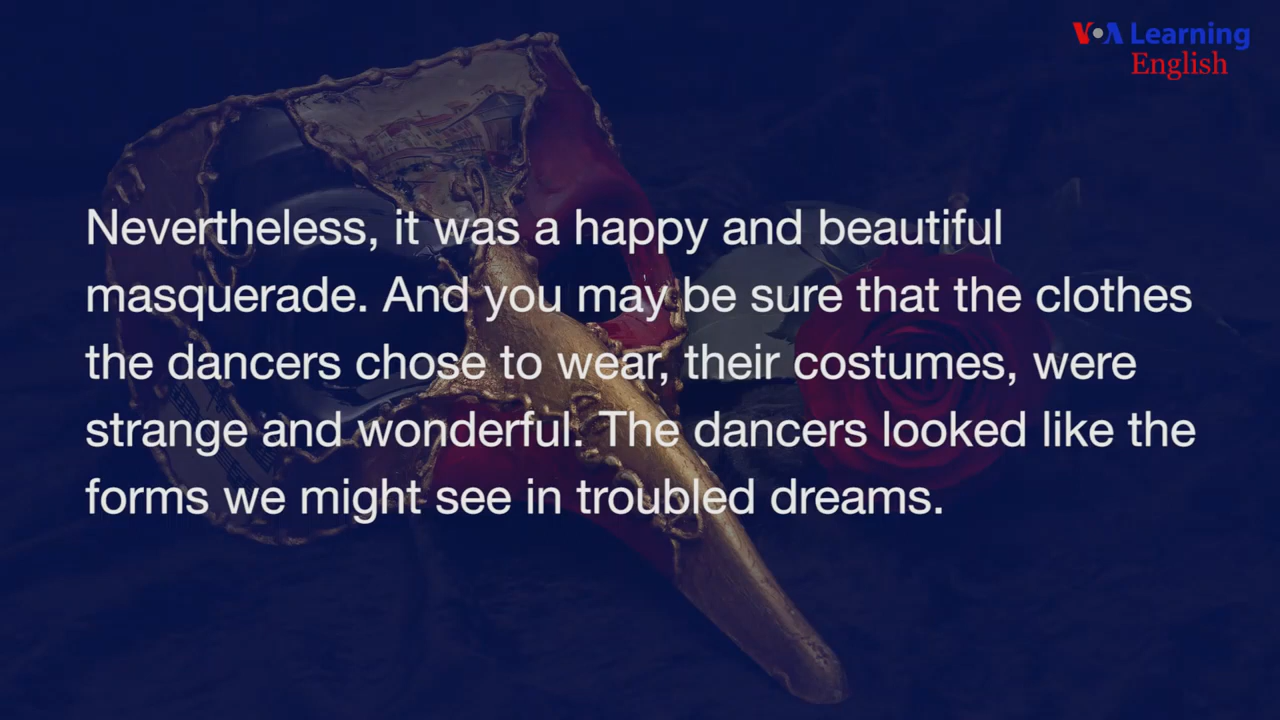 VOA Learning
English
Nevertheless, it was a happy and beautiful
masquerade. And you may be sure that the clothes
the dancers chose to wear, their costumes, were
strange and wonderful. The dancers looked like the
forms we might see in troubled dreams.